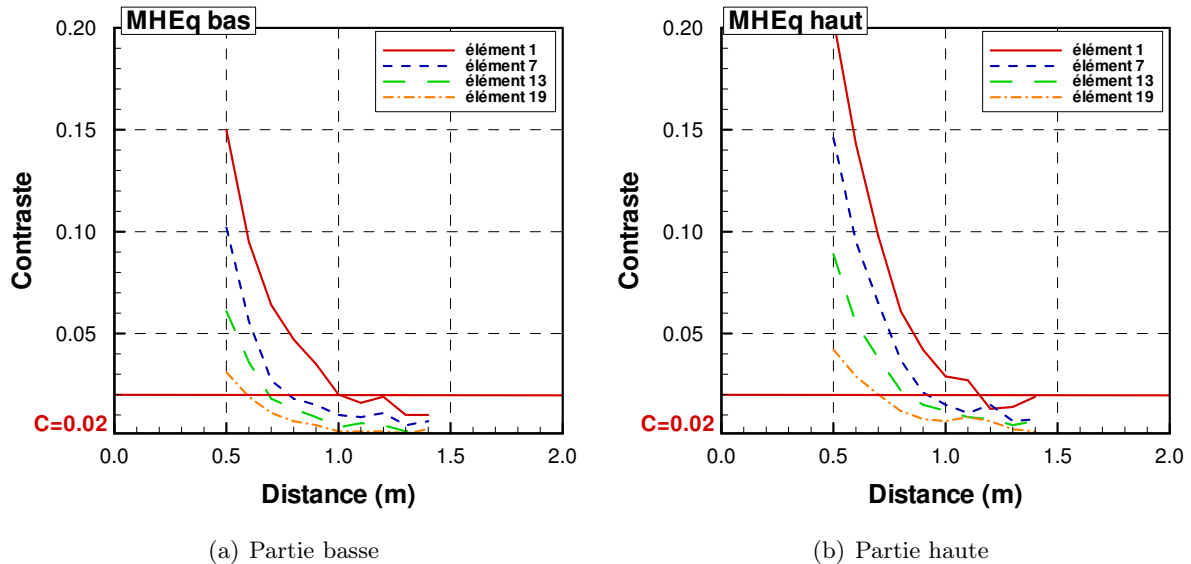 MHEq bas
élément 1
élément 7
élément 13
élément 19
0.20
0.15
0.10
0.05
Contraste
C=0.02
0.0 0.5 1.0 1.5 2.0
Distance (m)
(a) Partie basse
MHEq haut
élément 1
élément 7
élément 13
élément 19
0.20
0.15
0.10
0.05
Contraste
C=0.02
0.0 0.5 1.0 1.5 2.0
Distance (m)
(b) Partie haute